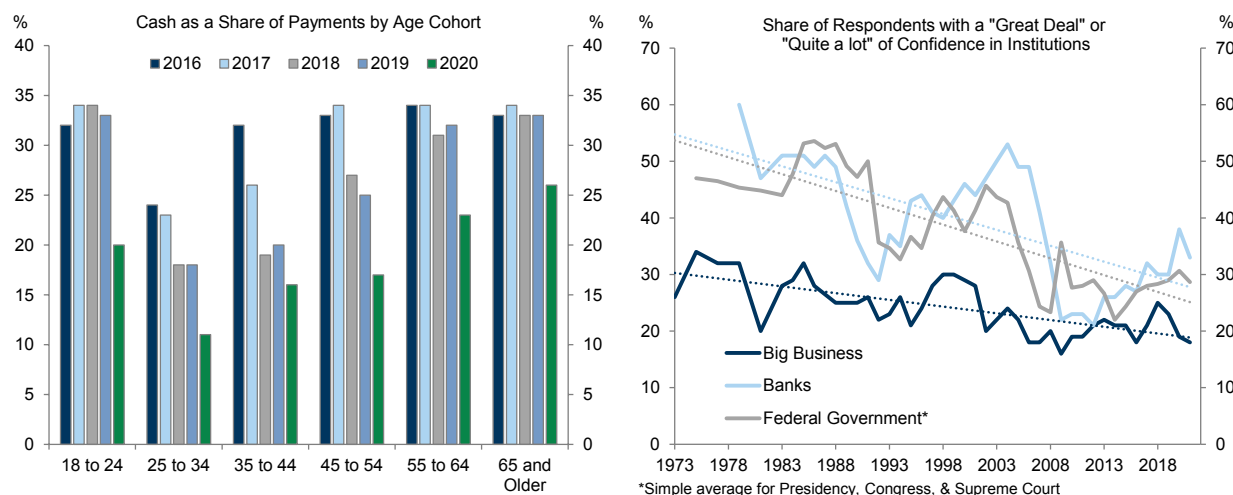 Cash as a Share of Payments by Age Cohort
% %
2016 2017 2018 2019 2020
40 40
35 35
30 30
25 25
20 20
15 15
10 10
5 5
0 0
18 to 24 25 to 34 35 to 44 45 to 54 55 to 64 65 and
Older
Share of Respondents with a "Great Deal" or
"Quite a lot" of Confidence in Institutions
% %
70 70
60 60
50 50
40 40
30 30
20 20
10 10
0 0
Big Business
Banks
Federal Government*
1973 1978 1983 1988 1993 1998 2003 2008 2013 2018
*Simple average for Presidency, Congress, & Supreme Court